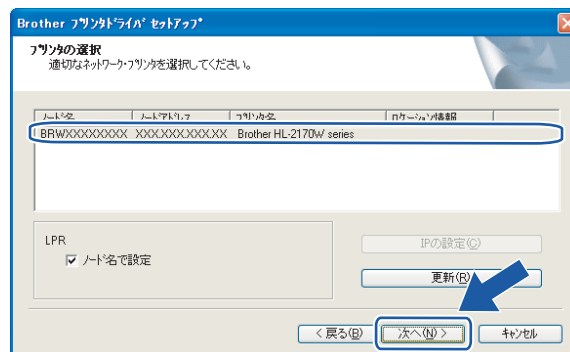 Brother ﾌﾟﾘﾝﾀﾄﾞﾗｲﾊﾞ ｾｯﾄｱｯﾌﾟ
ﾌﾟﾘﾝﾀの選択
適切なネットワーク・プリンタを選択してください。
ﾉｰﾄﾞ名 ﾉｰﾄﾞｱﾄﾞﾚｽ ﾌﾟﾘﾝﾀ名 ﾛｹｰｼｮﾝ情報
BRWXXXXXXXX XXX.XXX.XXX.XX Brother HL-2170W series
LPR
ﾉｰﾄﾞ名で設定
IPの設定(C)
更新(R)
< 戻る(B) 次へ(N) > ｷｬﾝｾﾙ